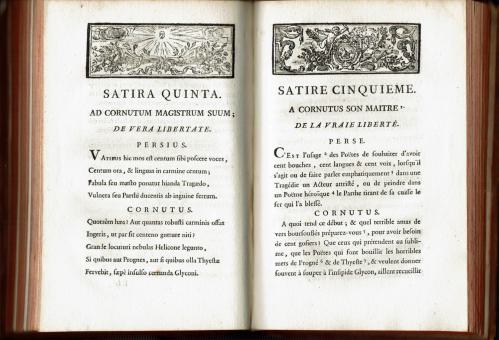 SATIRA QUINTA.
AD CORNUTUM MAGISTRUM SUUM;
DE VERA LIBERTATE.
PERSIUS.
VATIBUS hic mos est centum sibi poscere voces,
Centum ora, & linguas in carmina centum;
Fabula seu mæsto ponatur hianda Tragœdo,
Vulnera seu Parthi ducentis ab inguine ferrum.
CORNUTUS.
Quorsùm hæc? Aut quantas robusti carminis offas
Ingeris, ut par sit centeno gutture niti?
Grande locuturi nebulas Helicone legunto,
Si quibus aut Prognes, aut si quibus olla Thyestæ
Fervebit, sæpè insulso cœnanda Glyconi.
SATIRE CINQUIEME.
A CORNUTUS SON MAITRE
DE LA VRAIE LIBERTÉ.
PERSE.
C'EST l'usage des Poëtes de souhaiter d'avoir
cent bouches, cent langues & cent voix, lorsqu'il
s'agit ou de faire parler emphatiquement dans une
Tragédie un Acteur attristé, ou de peindre dans
un Poëme héroïque le Parthe tirant de sa cuisse le
fer qui l'a blessé.
CORNUTUS.
A quoi tend ce début; & quel terrible amas de
vers boursoufflés préparez-vous, pour avoir besoin
de cent gosiers? Que ceux qui prétendent au subli-
me, que les Poëtes qui font bouillir les horribles
mets de Progné & de Thyeste, & veulent donner
souvent à souper à l'insipide Glycon, aillent recueillir